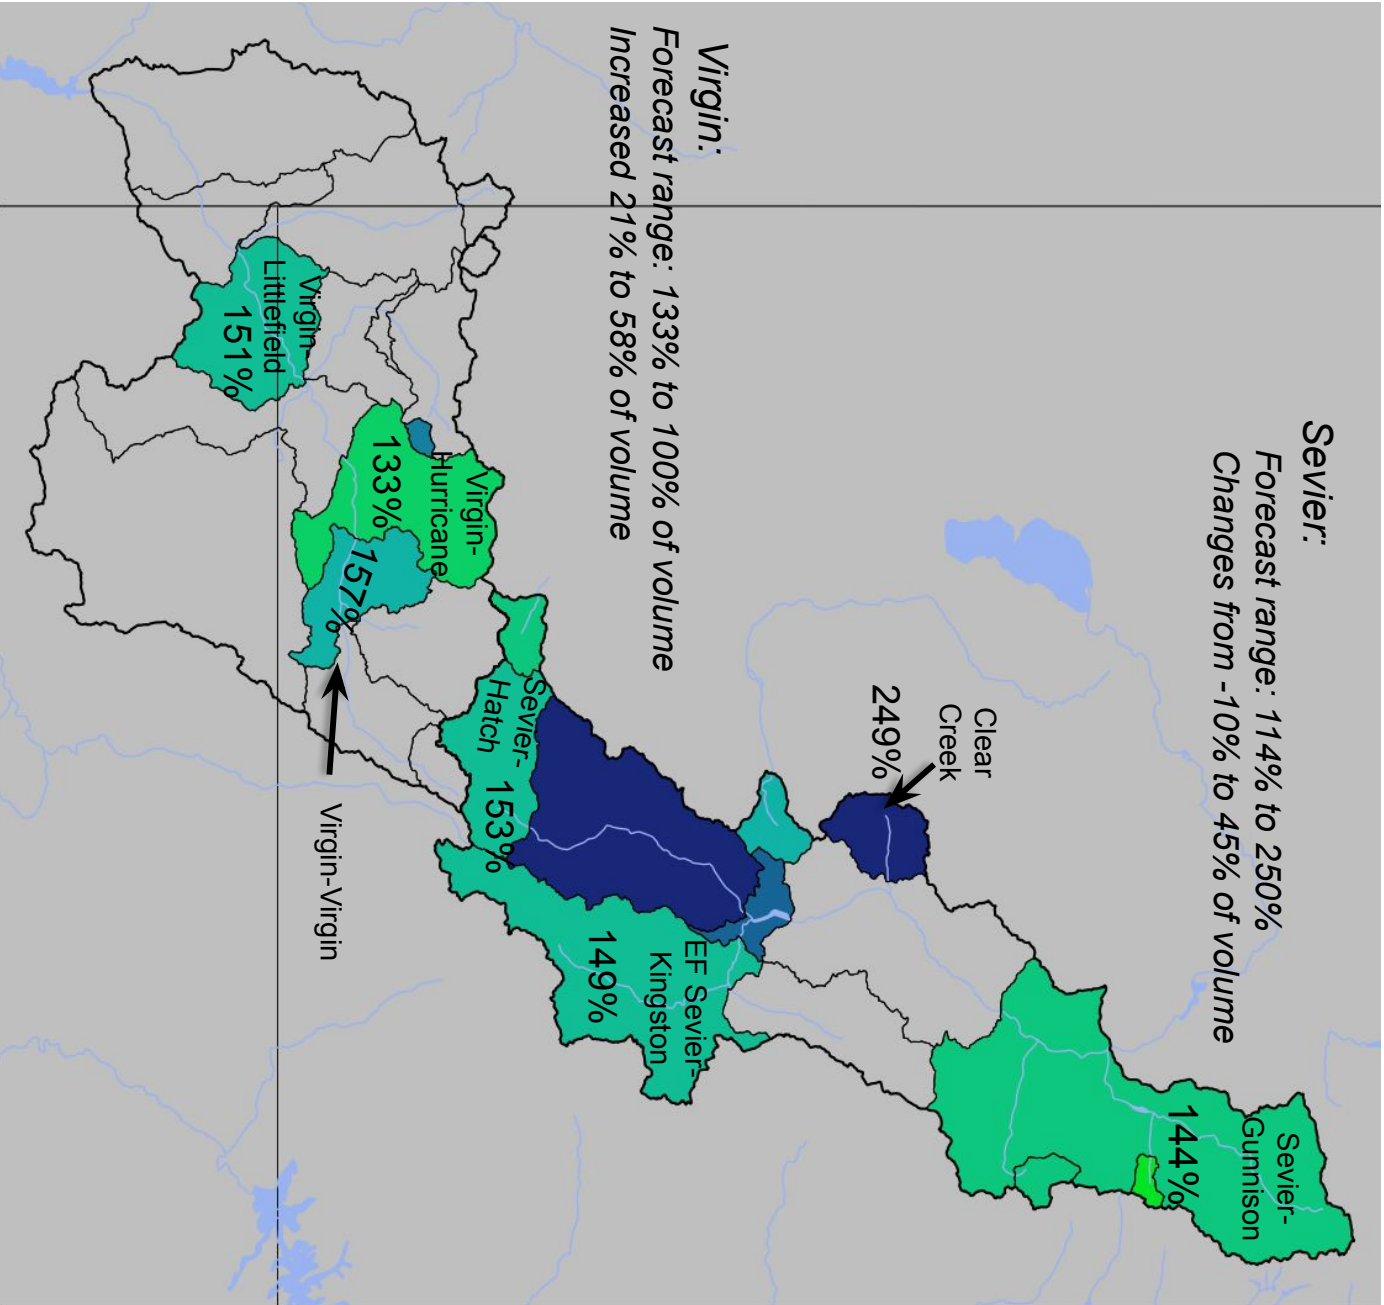 Sevier:
Forecast range: 114% to 250%
Changes from -10% to 45% of volume
Sevier-
Gunnison
144%
Clear
Creek
249%
Virgin:
Forecast range: 133% to 100% of volume
Increased 21% to 58% of volume
EF Sevier-
Kingston
149%
Sevier-
Hatch 153%
Virgin-
Hurricane
133%
157%
Virgin-Virgin
Virgin-
Littlefield
151%